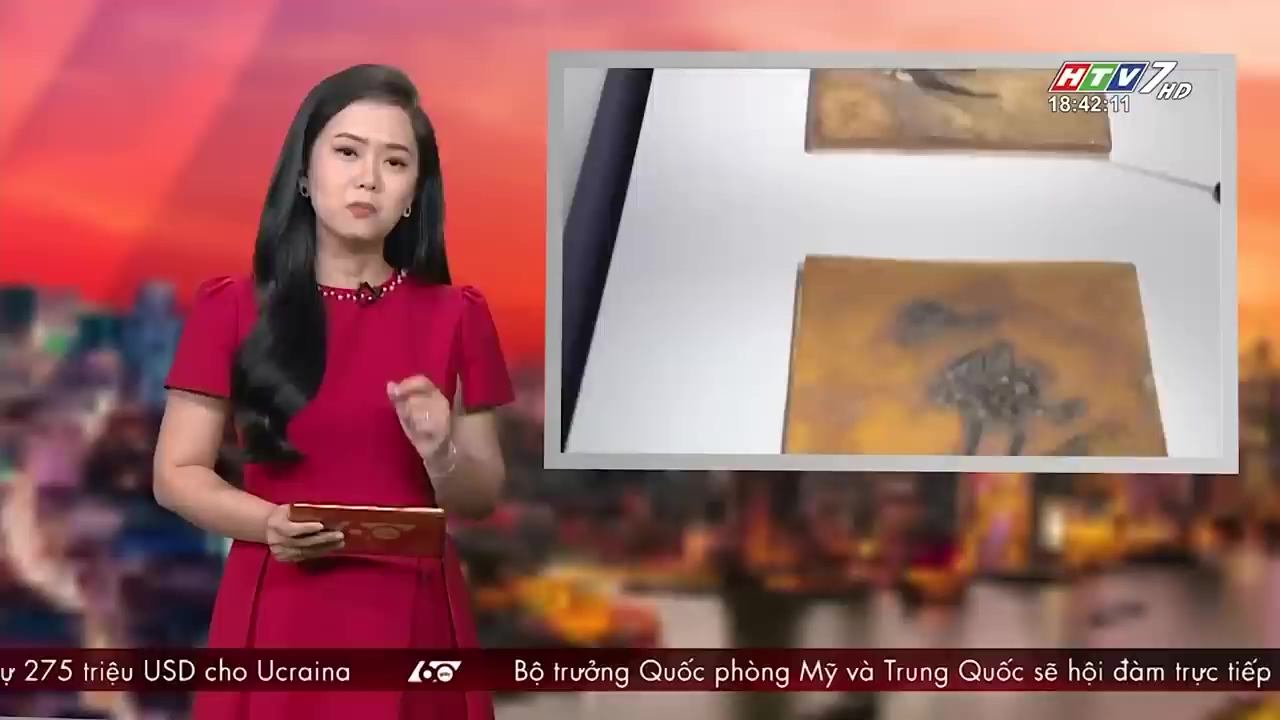 HTV7 HD
18:42:11
ự 275 triệu USD cho Ucraina
60
Bộ trưởng Quốc phòng Mỹ và Trung Quốc sẽ hội đàm trực tiếp